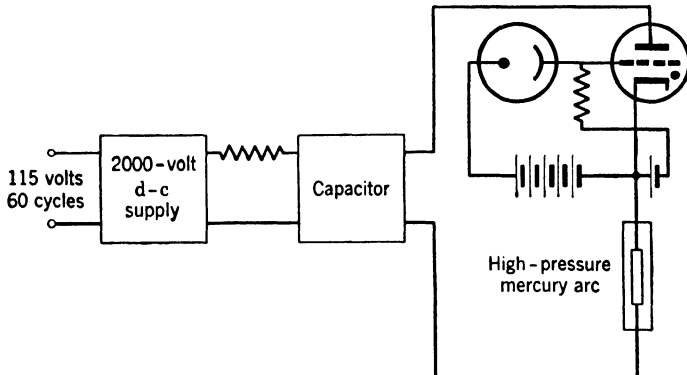 115 volts
60 cycles
2000-volt
d-c
supply
Capacitor
High-pressure
mercury arc